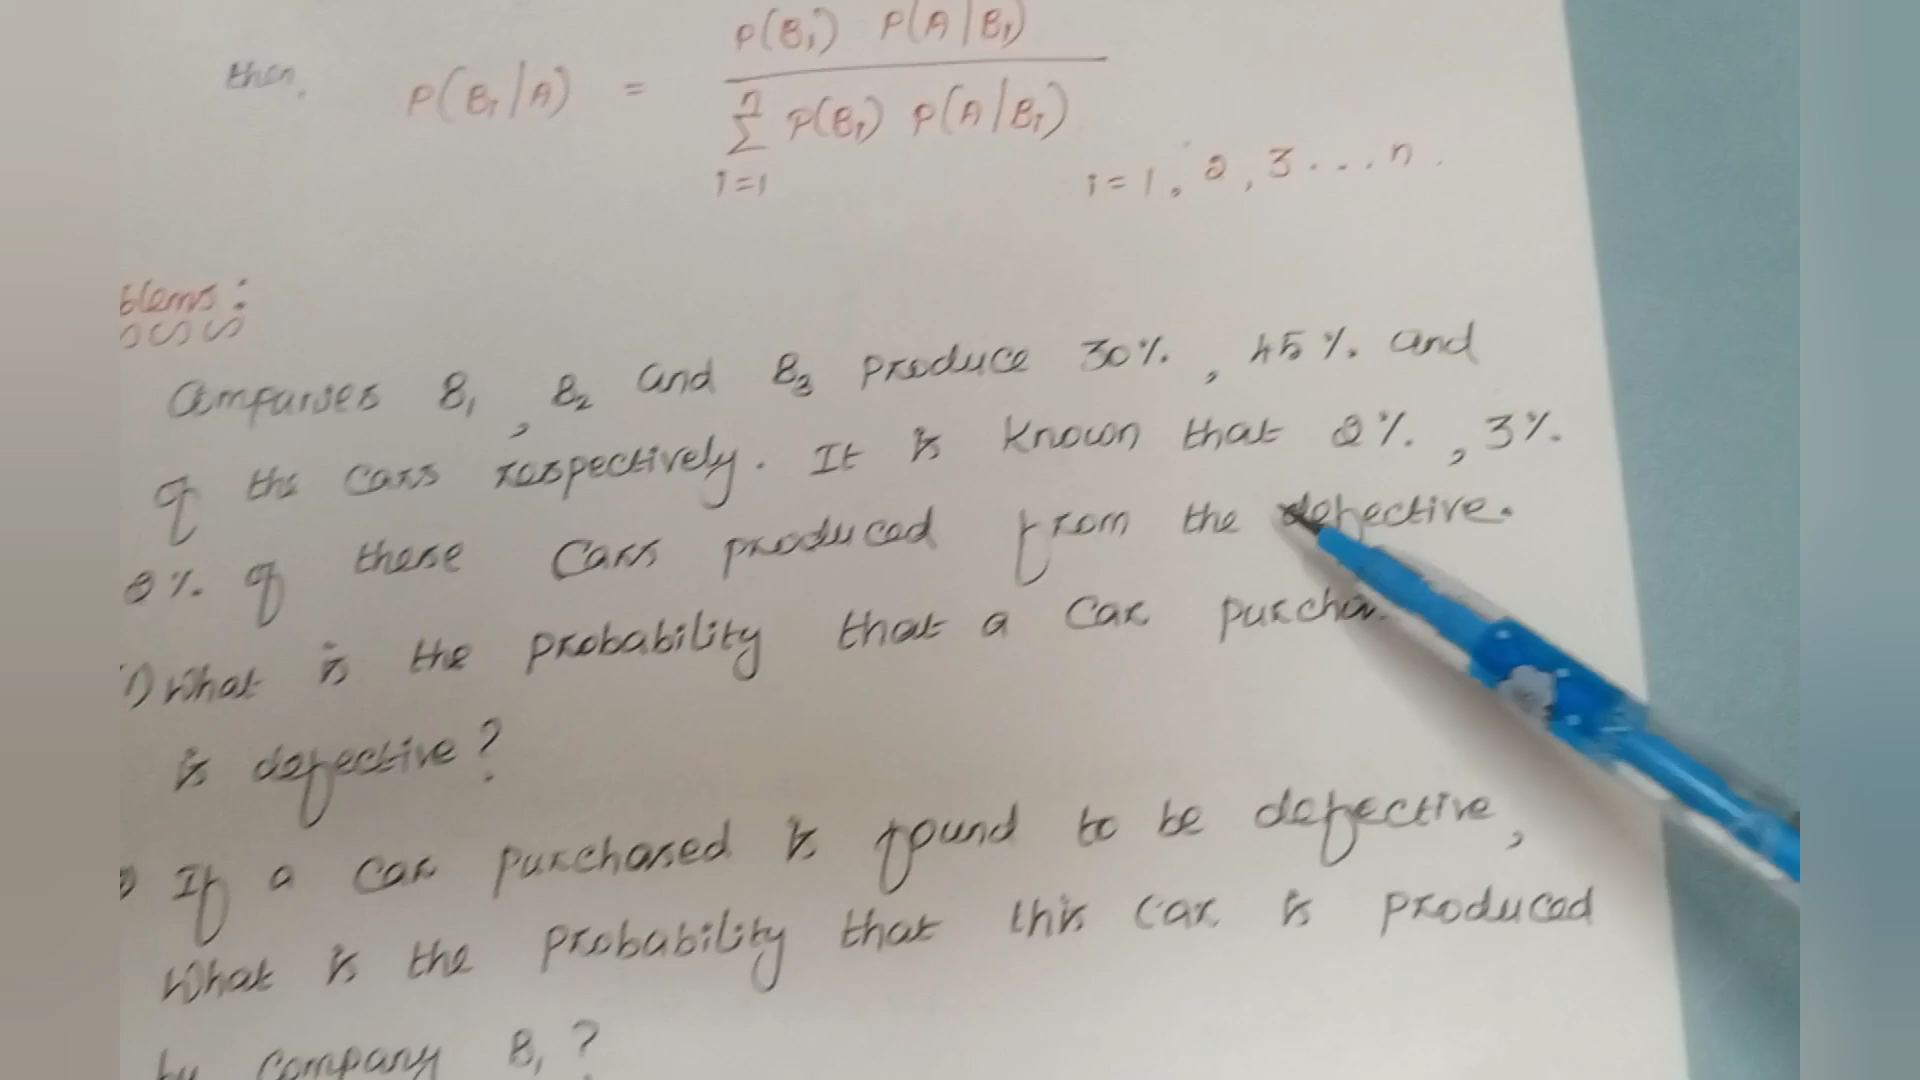 P(B₁) P(A/B₁)
then, P(B₁/A) =
n
Σ P(B₁) P(A/B₁)
i=1
i=1, 2, 3...n.
blems:
Companies B₁, B₂ and B₃ produce 30%, 45% and
of the cars respectively. It is known that 2%, 3%
2% of these cars produced from the defective.
i) What is the probability that a car purcha
is defective?
If a car purchased is found to be defective,
What is the probability that this car is produced
by company B₁?